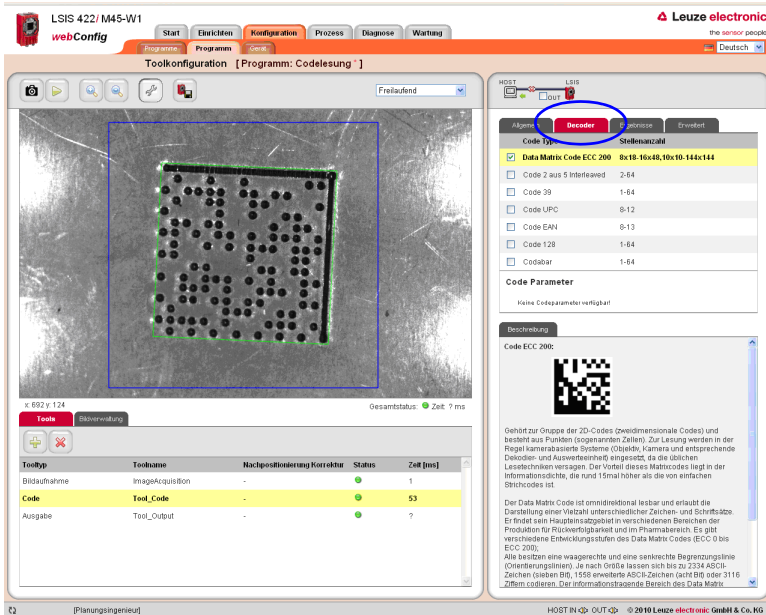 LSIS 422/ M45-W1
webConfig
Start Einrichten Konfiguration Prozess Diagnose Wartung
Programme Programm Gerät
Leuze electronic
the sensor people
Deutsch
Toolkonfiguration [ Programm: Codelesung * ]
Freilaufend
HOST LSIS
OUT
Allgemein Decoder Ergebnisse Erweitert
Code Type Stellenanzahl
Data Matrix Code ECC 200 8x18-16x48,10x10-144x144
Code 2 aus 5 Interleaved 2-64
Code 39 1-64
Code UPC 8-12
Code EAN 8-13
Code 128 1-64
Codabar 1-64
Code Parameter
Keine Codeparameter verfügbar!
Beschreibung
Code ECC 200:
Gehört zur Gruppe der 2D-Codes (zweidimensionale Codes) und
besteht aus Punkten (sogenannten Zellen). Zur Lesung werden in der
Regel kamerabasierte Systeme (Objektiv, Kamera und entsprechende
Dekodier- und Auswerteeinheit) eingesetzt, da die üblichen
Lesetechniken versagen. Der Vorteil dieses Matrixcodes liegt in der
Informationsdichte, die rund 15mal höher als die von einfachen
Strichcodes ist.
Der Data Matrix Code ist omnidirektional lesbar und erlaubt die
Darstellung einer Vielzahl unterschiedlicher Zeichen- und Schriftsätze.
Er findet sein Haupteinsatzgebiet in verschiedenen Bereichen der
Produktion für Rückverfolgbarkeit und im Pharmabereich. Es gibt
verschiedene Entwicklungsstufen des Data Matrix Codes (ECC 0 bis
ECC 200);
Alle besitzen eine waagerechte und eine senkrechte Begrenzungslinie
(Orientierungslinien). Je nach Größe lassen sich bis zu 2334 ASCII-
Zeichen (sieben Bit), 1558 erweiterte ASCII-Zeichen (acht Bit) oder 3116
Ziffern codieren. Der informationstragende Bereich des Data Matrix
x: 692 y: 124 Gesamtstatus: Zeit: ? ms
Tools Bildverwaltung
Tooltyp Toolname Nachpositionierung Korrektur Status Zeit [ms]
Bildaufnahme ImageAcquisition - 1
Code Tool_Code - 53
Ausgabe Tool_Output - ?
[Planungsingenieur] HOST IN OUT © 2010 Leuze electronic GmbH & Co. KG